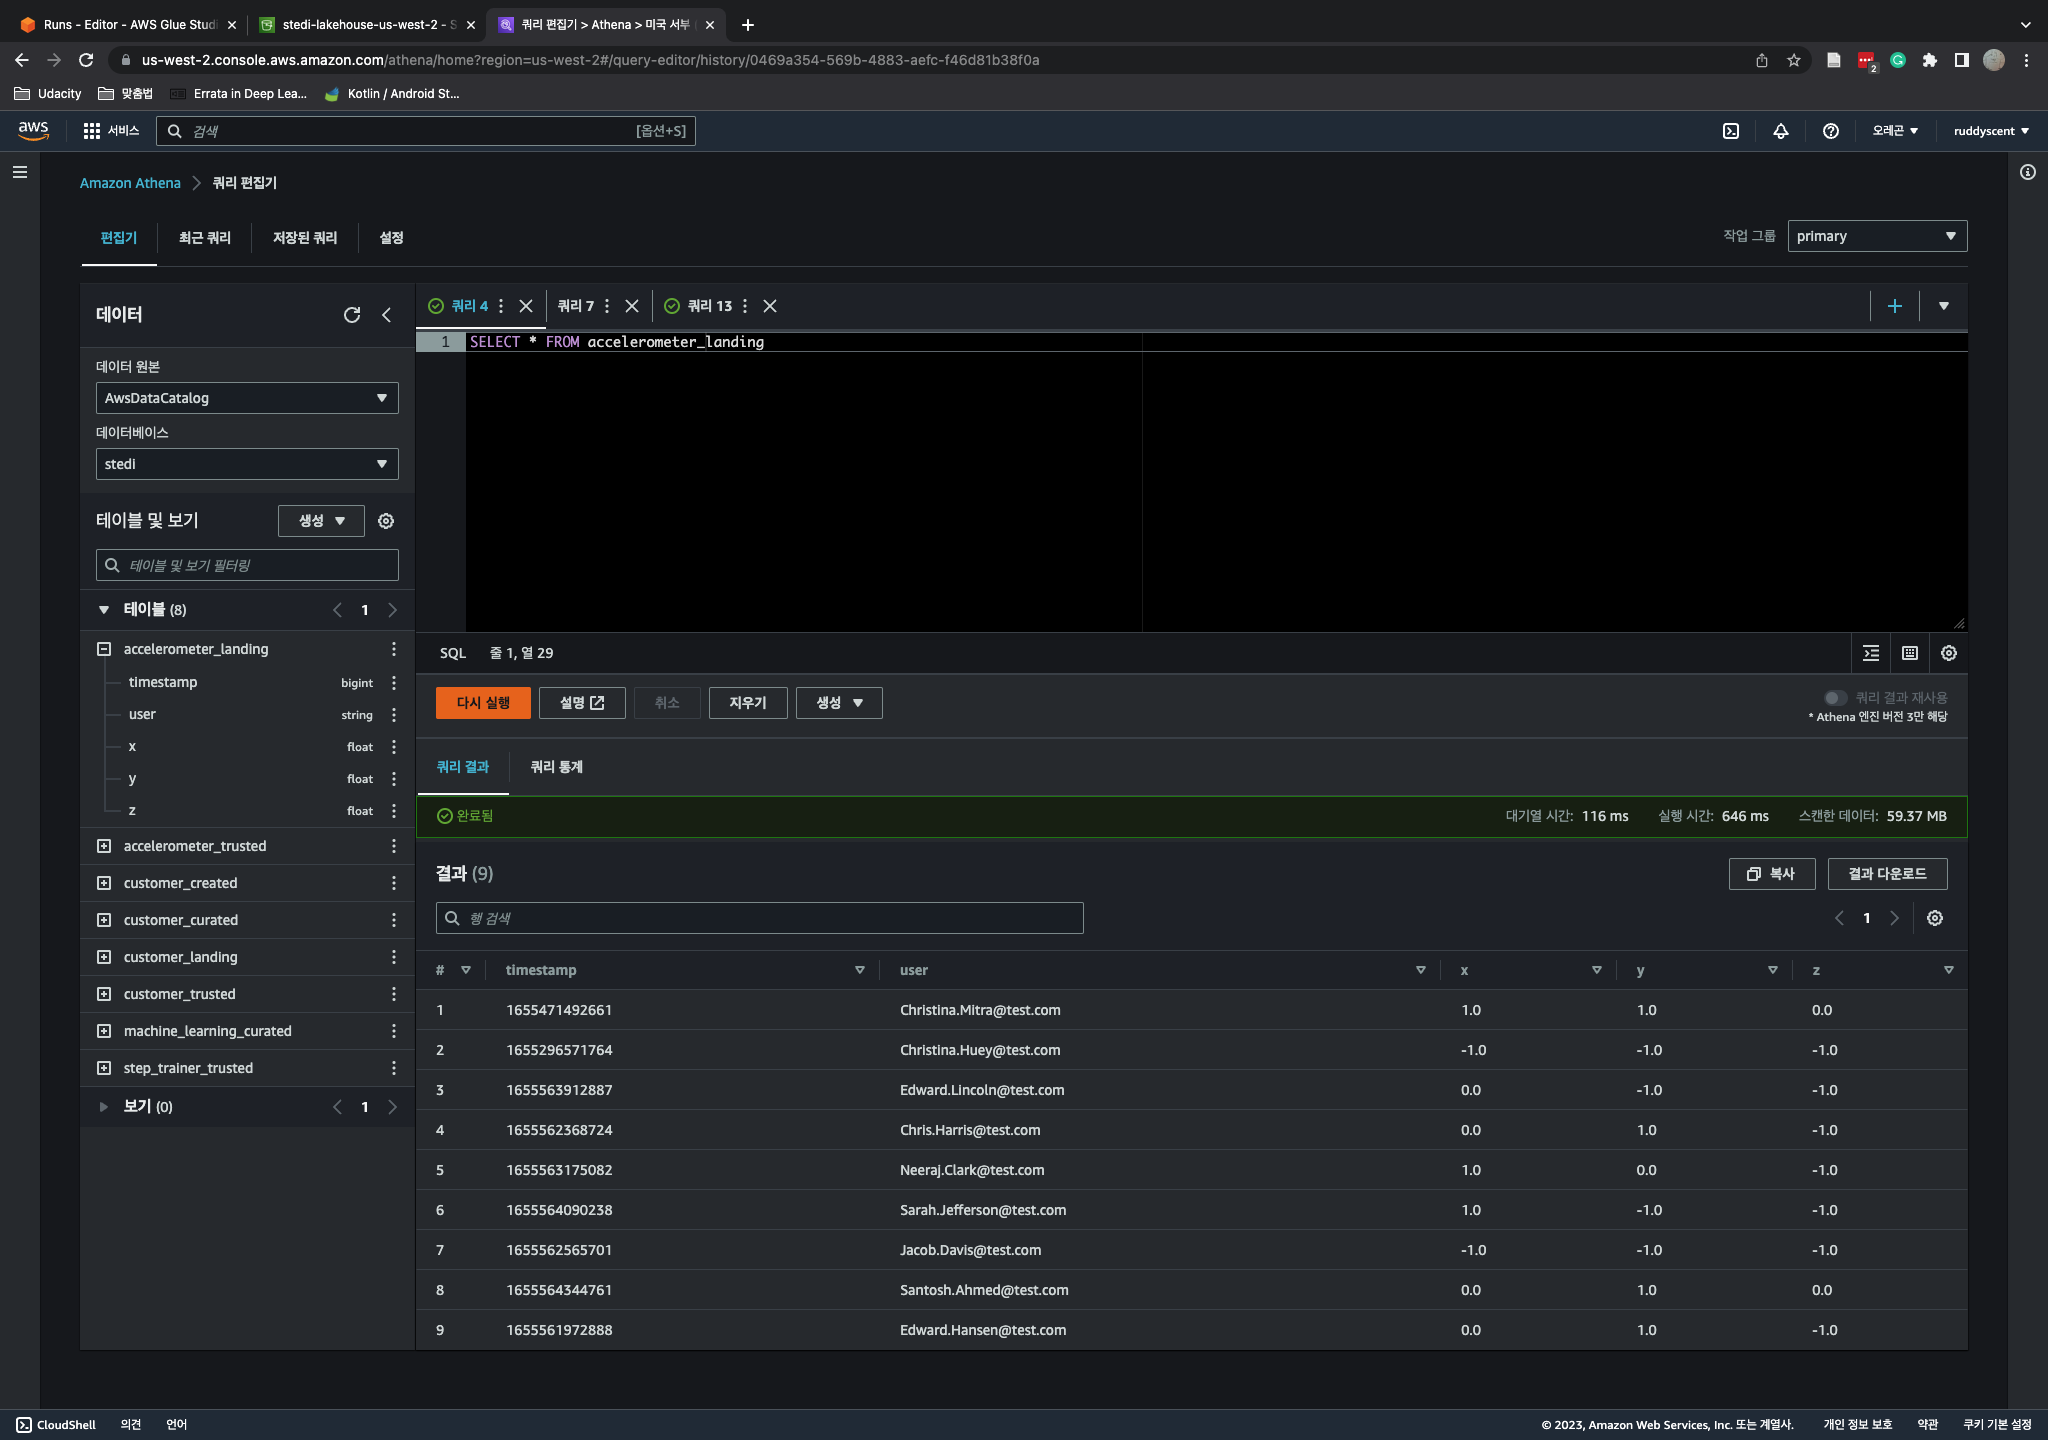 Runs - Editor - AWS Glue Studi
stedi-lakehouse-us-west-2 - S
쿼리 편집기 > Athena > 미국 서부
us-west-2.console.aws.amazon.com/athena/home?region=us-west-2#/query-editor/history/0469a354-569b-4883-aefc-f46d81b38f0a
2
Udacity
맞춤법
Errata in Deep Lea...
Kotlin / Android St...
aws
서비스
검색
[옵션+S]
오레곤
ruddyscent
Amazon Athena
쿼리 편집기
편집기
최근 쿼리
저장된 쿼리
설정
작업 그룹
primary
데이터
데이터 원본
AwsDataCatalog
데이터베이스
stedi
테이블 및 보기
생성
테이블 및 보기 필터링
테이블 (8)
1
accelerometer_landing
timestamp bigint
user string
x float
y float
z float
accelerometer_trusted
customer_created
customer_curated
customer_landing
customer_trusted
machine_learning_curated
step_trainer_trusted
보기 (0)
1
쿼리 4
쿼리 7
쿼리 13
1 SELECT * FROM accelerometer_landing
SQL 줄 1, 열 29
다시 실행
설명
취소
지우기
생성
쿼리 결과 재사용
* Athena 엔진 버전 3만 해당
쿼리 결과
쿼리 통계
완료됨
대기열 시간: 116 ms
실행 시간: 646 ms
스캔한 데이터: 59.37 MB
결과 (9)
복사
결과 다운로드
행 검색
1
# timestamp user x y z
1 1655471492661 Christina.Mitra@test.com 1.0 1.0 0.0
2 1655296571764 Christina.Huey@test.com -1.0 -1.0 -1.0
3 1655563912887 Edward.Lincoln@test.com 0.0 -1.0 -1.0
4 1655562368724 Chris.Harris@test.com 0.0 1.0 -1.0
5 1655563175082 Neeraj.Clark@test.com 1.0 0.0 -1.0
6 1655564090238 Sarah.Jefferson@test.com 1.0 -1.0 -1.0
7 1655562565701 Jacob.Davis@test.com -1.0 -1.0 -1.0
8 1655564344761 Santosh.Ahmed@test.com 0.0 1.0 0.0
9 1655561972888 Edward.Hansen@test.com 0.0 1.0 -1.0
CloudShell
의견
언어
© 2023, Amazon Web Services, Inc. 또는 계열사.
개인 정보 보호
약관
쿠키 기본 설정